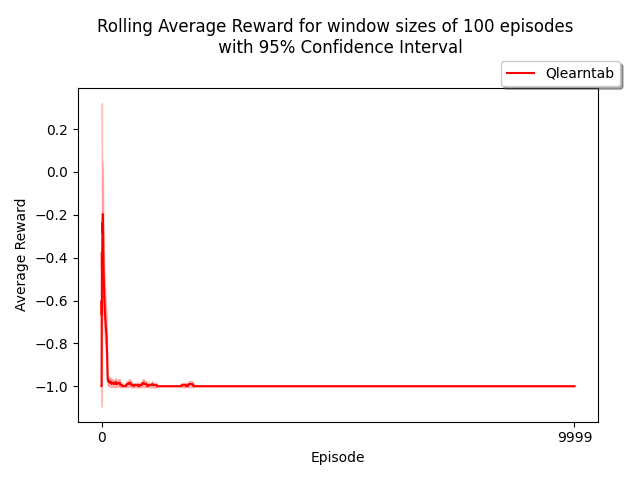 Rolling Average Reward for window sizes of 100 episodes
with 95% Confidence Interval
Qlearntab
0.2
0.0
−0.2
−0.4
−0.6
−0.8
−1.0
Average Reward
0
9999
Episode